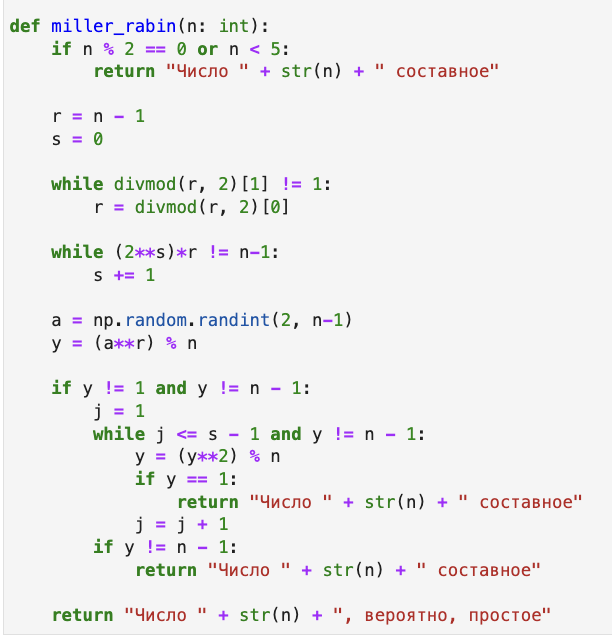 def miller_rabin(n: int):
    if n % 2 == 0 or n < 5:
        return "Число " + str(n) + " составное"

    r = n - 1
    s = 0

    while divmod(r, 2)[1] != 1:
        r = divmod(r, 2)[0]

    while (2**s)*r != n-1:
        s += 1

    a = np.random.randint(2, n-1)
    y = (a**r) % n

    if y != 1 and y != n - 1:
        j = 1
        while j <= s - 1 and y != n - 1:
            y = (y**2) % n
            if y == 1:
                return "Число " + str(n) + " составное"
            j = j + 1
        if y != n - 1:
            return "Число " + str(n) + " составное"

    return "Число " + str(n) + ", вероятно, простое"